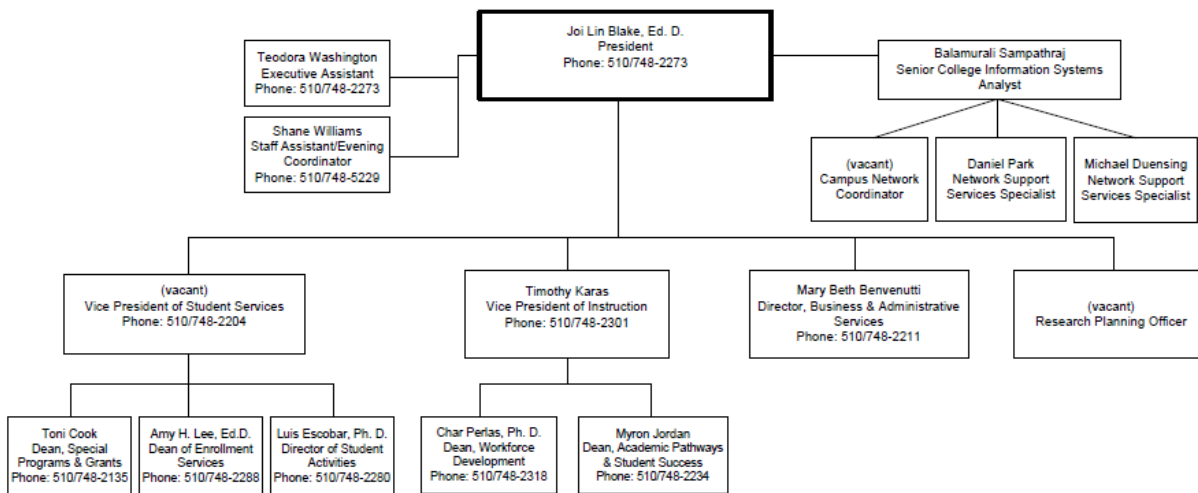 Joi Lin Blake, Ed. D.
President
Phone: 510/748-2273
Teodora Washington
Executive Assistant
Phone: 510/748-2273
Shane Williams
Staff Assistant/Evening
Coordinator
Phone: 510/748-5229
Balamurali Sampathraj
Senior College Information Systems
Analyst
(vacant)
Campus Network
Coordinator
Daniel Park
Network Support
Services Specialist
Michael Duensing
Network Support
Services Specialist
(vacant)
Vice President of Student Services
Phone: 510/748-2204
Timothy Karas
Vice President of Instruction
Phone: 510/748-2301
Mary Beth Benvenutti
Director, Business & Administrative
Services
Phone: 510/748-2211
(vacant)
Research Planning Officer
Toni Cook
Dean, Special
Programs & Grants
Phone: 510/748-2135
Amy H. Lee, Ed.D.
Dean of Enrollment
Services
Phone: 510/748-2288
Luis Escobar, Ph. D.
Director of Student
Activities
Phone: 510/748-2280
Char Perlas, Ph. D.
Dean, Workforce
Development
Phone: 510/748-2318
Myron Jordan
Dean, Academic Pathways
& Student Success
Phone: 510/748-2234